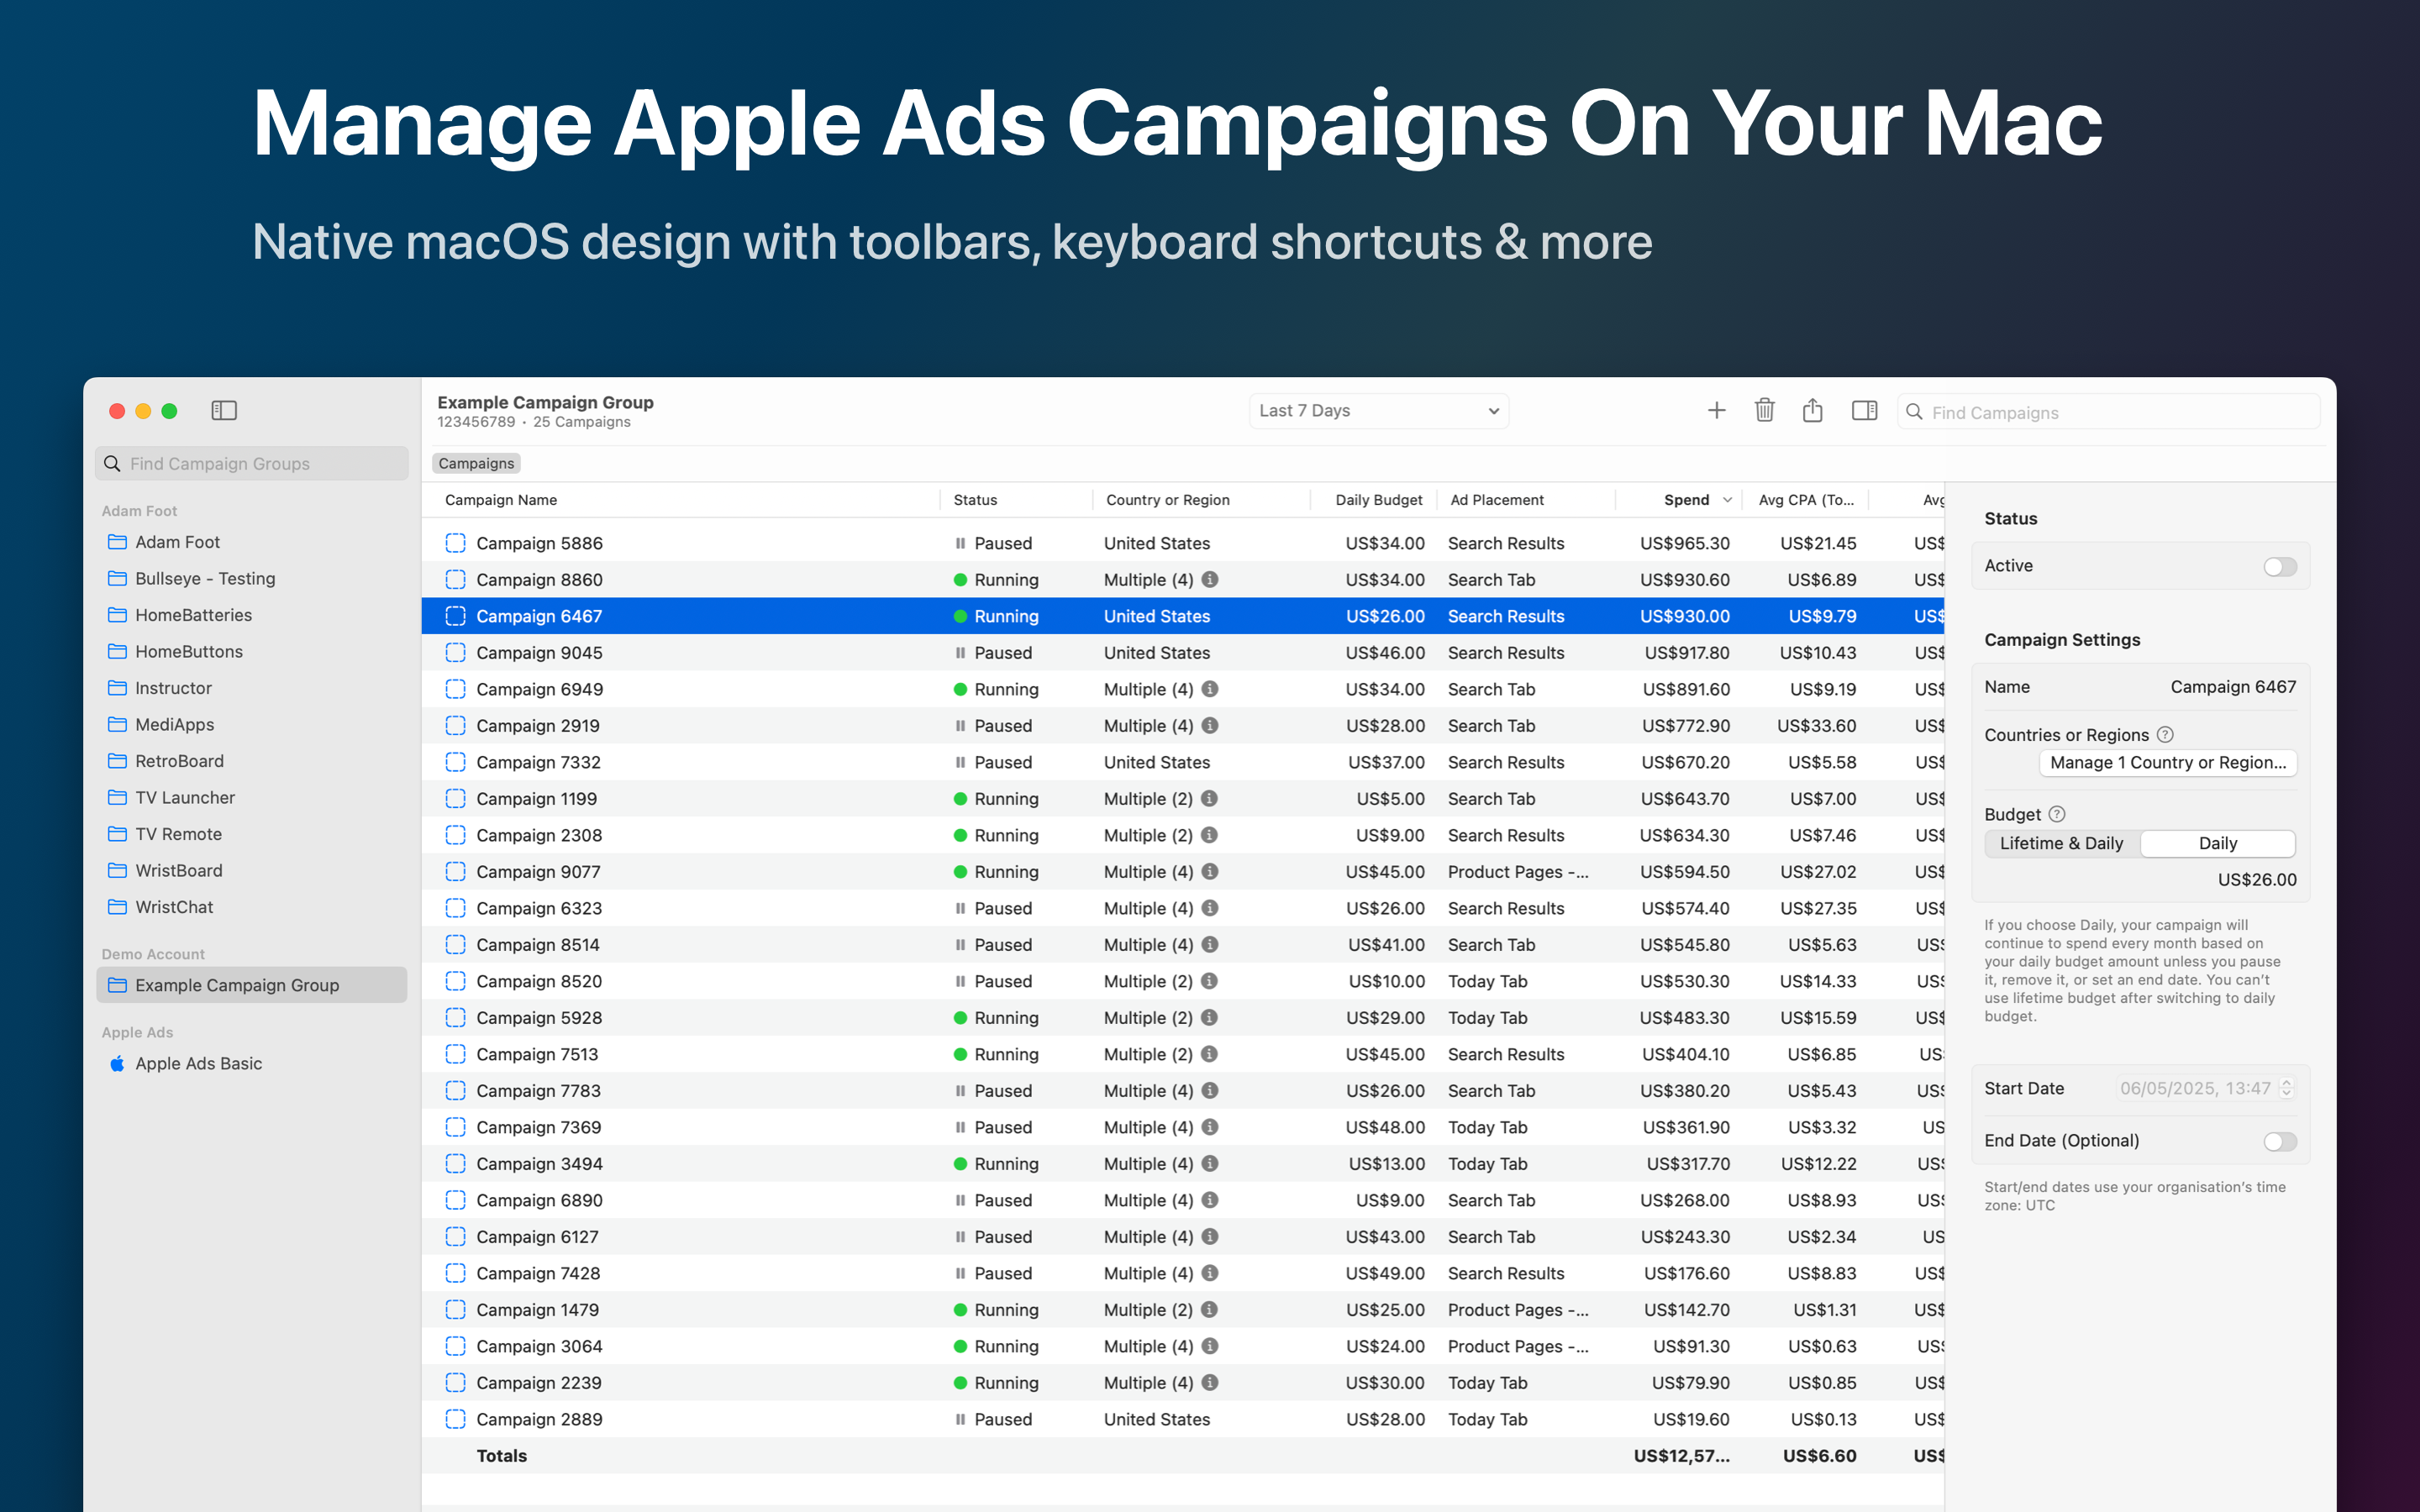 Manage Apple Ads Campaigns On Your Mac
Native macOS design with toolbars, keyboard shortcuts & more
Find Campaign Groups
Adam Foot
Adam Foot
Bullseye - Testing
HomeBatteries
HomeButtons
Instructor
MediApps
RetroBoard
TV Launcher
TV Remote
WristBoard
WristChat
Demo Account
Example Campaign Group
Apple Ads
Apple Ads Basic
Example Campaign Group
123456789 • 25 Campaigns
Last 7 Days
Find Campaigns
Campaigns
Campaign Name Status Country or Region Daily Budget Ad Placement Spend Avg CPA (To... Avg
Campaign 5886 Paused United States US$34.00 Search Results US$965.30 US$21.45 US$
Campaign 8860 Running Multiple (4) US$34.00 Search Tab US$930.60 US$6.89 US$
Campaign 6467 Running United States US$26.00 Search Results US$930.00 US$9.79 US$
Campaign 9045 Paused United States US$46.00 Search Results US$917.80 US$10.43 US$
Campaign 6949 Running Multiple (4) US$34.00 Search Tab US$891.60 US$9.19 US$
Campaign 2919 Paused Multiple (4) US$28.00 Search Tab US$772.90 US$33.60 US$
Campaign 7332 Paused United States US$37.00 Search Results US$670.20 US$5.58 US$
Campaign 1199 Running Multiple (2) US$5.00 Search Tab US$643.70 US$7.00 US$
Campaign 2308 Running Multiple (2) US$9.00 Search Results US$634.30 US$7.46 US$
Campaign 9077 Running Multiple (4) US$45.00 Product Pages -... US$594.50 US$27.02 US$
Campaign 6323 Paused Multiple (4) US$26.00 Search Results US$574.40 US$27.35 US$
Campaign 8514 Paused Multiple (4) US$41.00 Search Tab US$545.80 US$5.63 US$
Campaign 8520 Paused Multiple (2) US$10.00 Today Tab US$530.30 US$14.33 US$
Campaign 5928 Running Multiple (2) US$29.00 Today Tab US$483.30 US$15.59 US$
Campaign 7513 Running Multiple (2) US$45.00 Search Results US$404.10 US$6.85 US
Campaign 7783 Paused Multiple (4) US$26.00 Search Tab US$380.20 US$5.43 US$
Campaign 7369 Paused Multiple (4) US$48.00 Today Tab US$361.90 US$3.32 US
Campaign 3494 Running Multiple (4) US$13.00 Today Tab US$317.70 US$12.22 US$
Campaign 6890 Paused Multiple (4) US$9.00 Search Tab US$268.00 US$8.93 US$
Campaign 6127 Paused Multiple (4) US$43.00 Search Tab US$243.30 US$2.34 US
Campaign 7428 Paused Multiple (4) US$49.00 Search Results US$176.60 US$8.83 US$
Campaign 1479 Running Multiple (2) US$25.00 Product Pages -... US$142.70 US$1.31 US$
Campaign 3064 Running Multiple (4) US$24.00 Product Pages -... US$91.30 US$0.63 US$
Campaign 2239 Running Multiple (4) US$30.00 Today Tab US$79.90 US$0.85 US$
Campaign 2889 Paused United States US$28.00 Today Tab US$19.60 US$0.13 US$
Totals US$12,57... US$6.60 US$
Status
Active
Campaign Settings
Name Campaign 6467
Countries or Regions ?
Manage 1 Country or Region...
Budget ?
Lifetime & Daily Daily
US$26.00
If you choose Daily, your campaign will
continue to spend every month based on
your daily budget amount unless you pause
it, remove it, or set an end date. You can't
use lifetime budget after switching to daily
budget.
Start Date 06/05/2025, 13:47
End Date (Optional)
Start/end dates use your organisation's time
zone: UTC